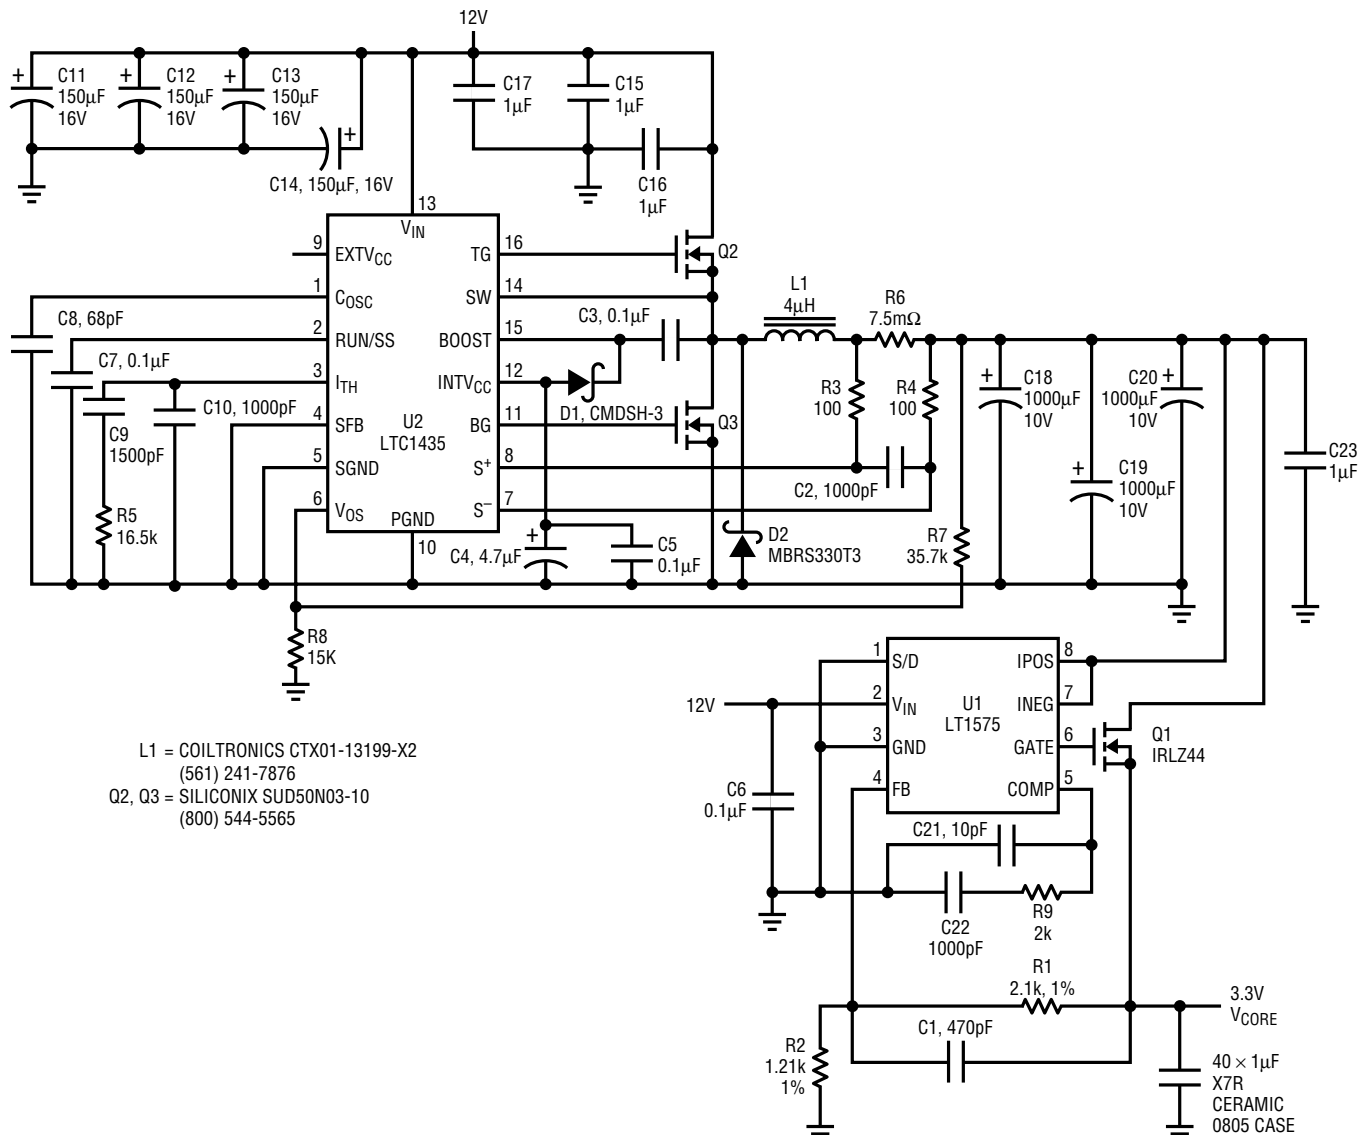 12V
+
C11
150µF
16V
+
C12
150µF
16V
+
C13
150µF
16V
+
C14, 150µF, 16V
C17
1µF
C15
1µF
C16
1µF
13
VIN
9
EXTVCC
1
COSC
2
RUN/SS
3
ITH
4
SFB
5
SGND
6
VOS
U2
LTC1435
PGND
10
TG
16
SW
14
BOOST
15
INTVCC
12
BG
11
S+
8
S–
7
C8, 68pF
C7, 0.1µF
C10, 1000pF
C9
1500pF
R5
16.5k
Q2
C3, 0.1µF
D1, CMDSH-3
Q3
L1
4µH
R6
7.5mΩ
R3
100
R4
100
C2, 1000pF
+
C4, 4.7µF
C5
0.1µF
D2
MBRS330T3
R7
35.7k
+
C18
1000µF
10V
+
C19
1000µF
10V
C20
1000µF
10V
+
C23
1µF
R8
15K
L1 = COILTRONICS CTX01-13199-X2
(561) 241-7876
Q2, Q3 = SILICONIX SUD50N03-10
(800) 544-5565
12V
1
S/D
2
VIN
3
GND
4
FB
U1
LT1575
IPOS
8
INEG
7
GATE
6
COMP
5
Q1
IRLZ44
C6
0.1µF
C21, 10pF
C22
1000pF
R9
2k
R1
2.1k, 1%
C1, 470pF
R2
1.21k
1%
3.3V
VCORE
40 × 1µF
X7R
CERAMIC
0805 CASE